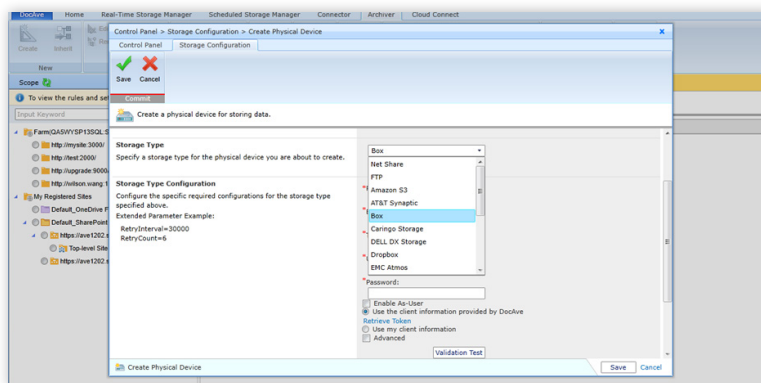 DocAve Home Real-Time Storage Manager Scheduled Storage Manager Connector Archiver Cloud Connect
Create Inherit
New
Scope
To view the rules and set
Input Keyword
Farm(QA5WYSP13SQL:S
http://mysite:3000/
http://test:2000/
http://upgrade:9000/
http://wilson.wang:1
My Registered Sites
Default_OneDrive F
Default_SharePoint
https://ave1202.s
Top-level Site
https://ave1202.s
Control Panel > Storage Configuration > Create Physical Device x
Control Panel Storage Configuration
Save Cancel
Commit
Create a physical device for storing data.
Storage Type
Specify a storage type for the physical device you are about to create.
Box
Net Share
FTP
Amazon S3
AT&T Synaptic
Box
Caringo Storage
DELL DX Storage
Dropbox
EMC Atmos
Storage Type Configuration
Configure the specific required configurations for the storage type
specified above.
Extended Parameter Example:
RetryInterval=30000
RetryCount=6
*Password:
Enable As-User
Use the client information provided by DocAve
Retrieve Token
Use my client information
Advanced
Validation Test
Create Physical Device
Save Cancel